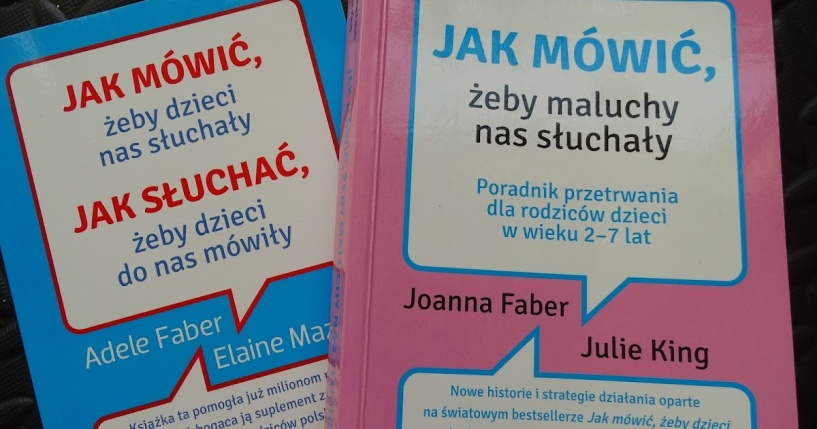 JAK MÓWIĆ,
żeby dzieci
nas słuchały
JAK SŁUCHAĆ,
żeby dzieci
do nas mówiły
Adele Faber
Elaine Maz
Książka ta pomogła już milionom
suplement
JAK MÓWIĆ,
żeby maluchy
nas słuchały
Poradnik przetrwania
dla rodziców dzieci
w wieku 2–7 lat
Joanna Faber
Julie King
Nowe historie i strategie działania oparte
na światowym bestsellerze Jak mówić, żeby dzieci